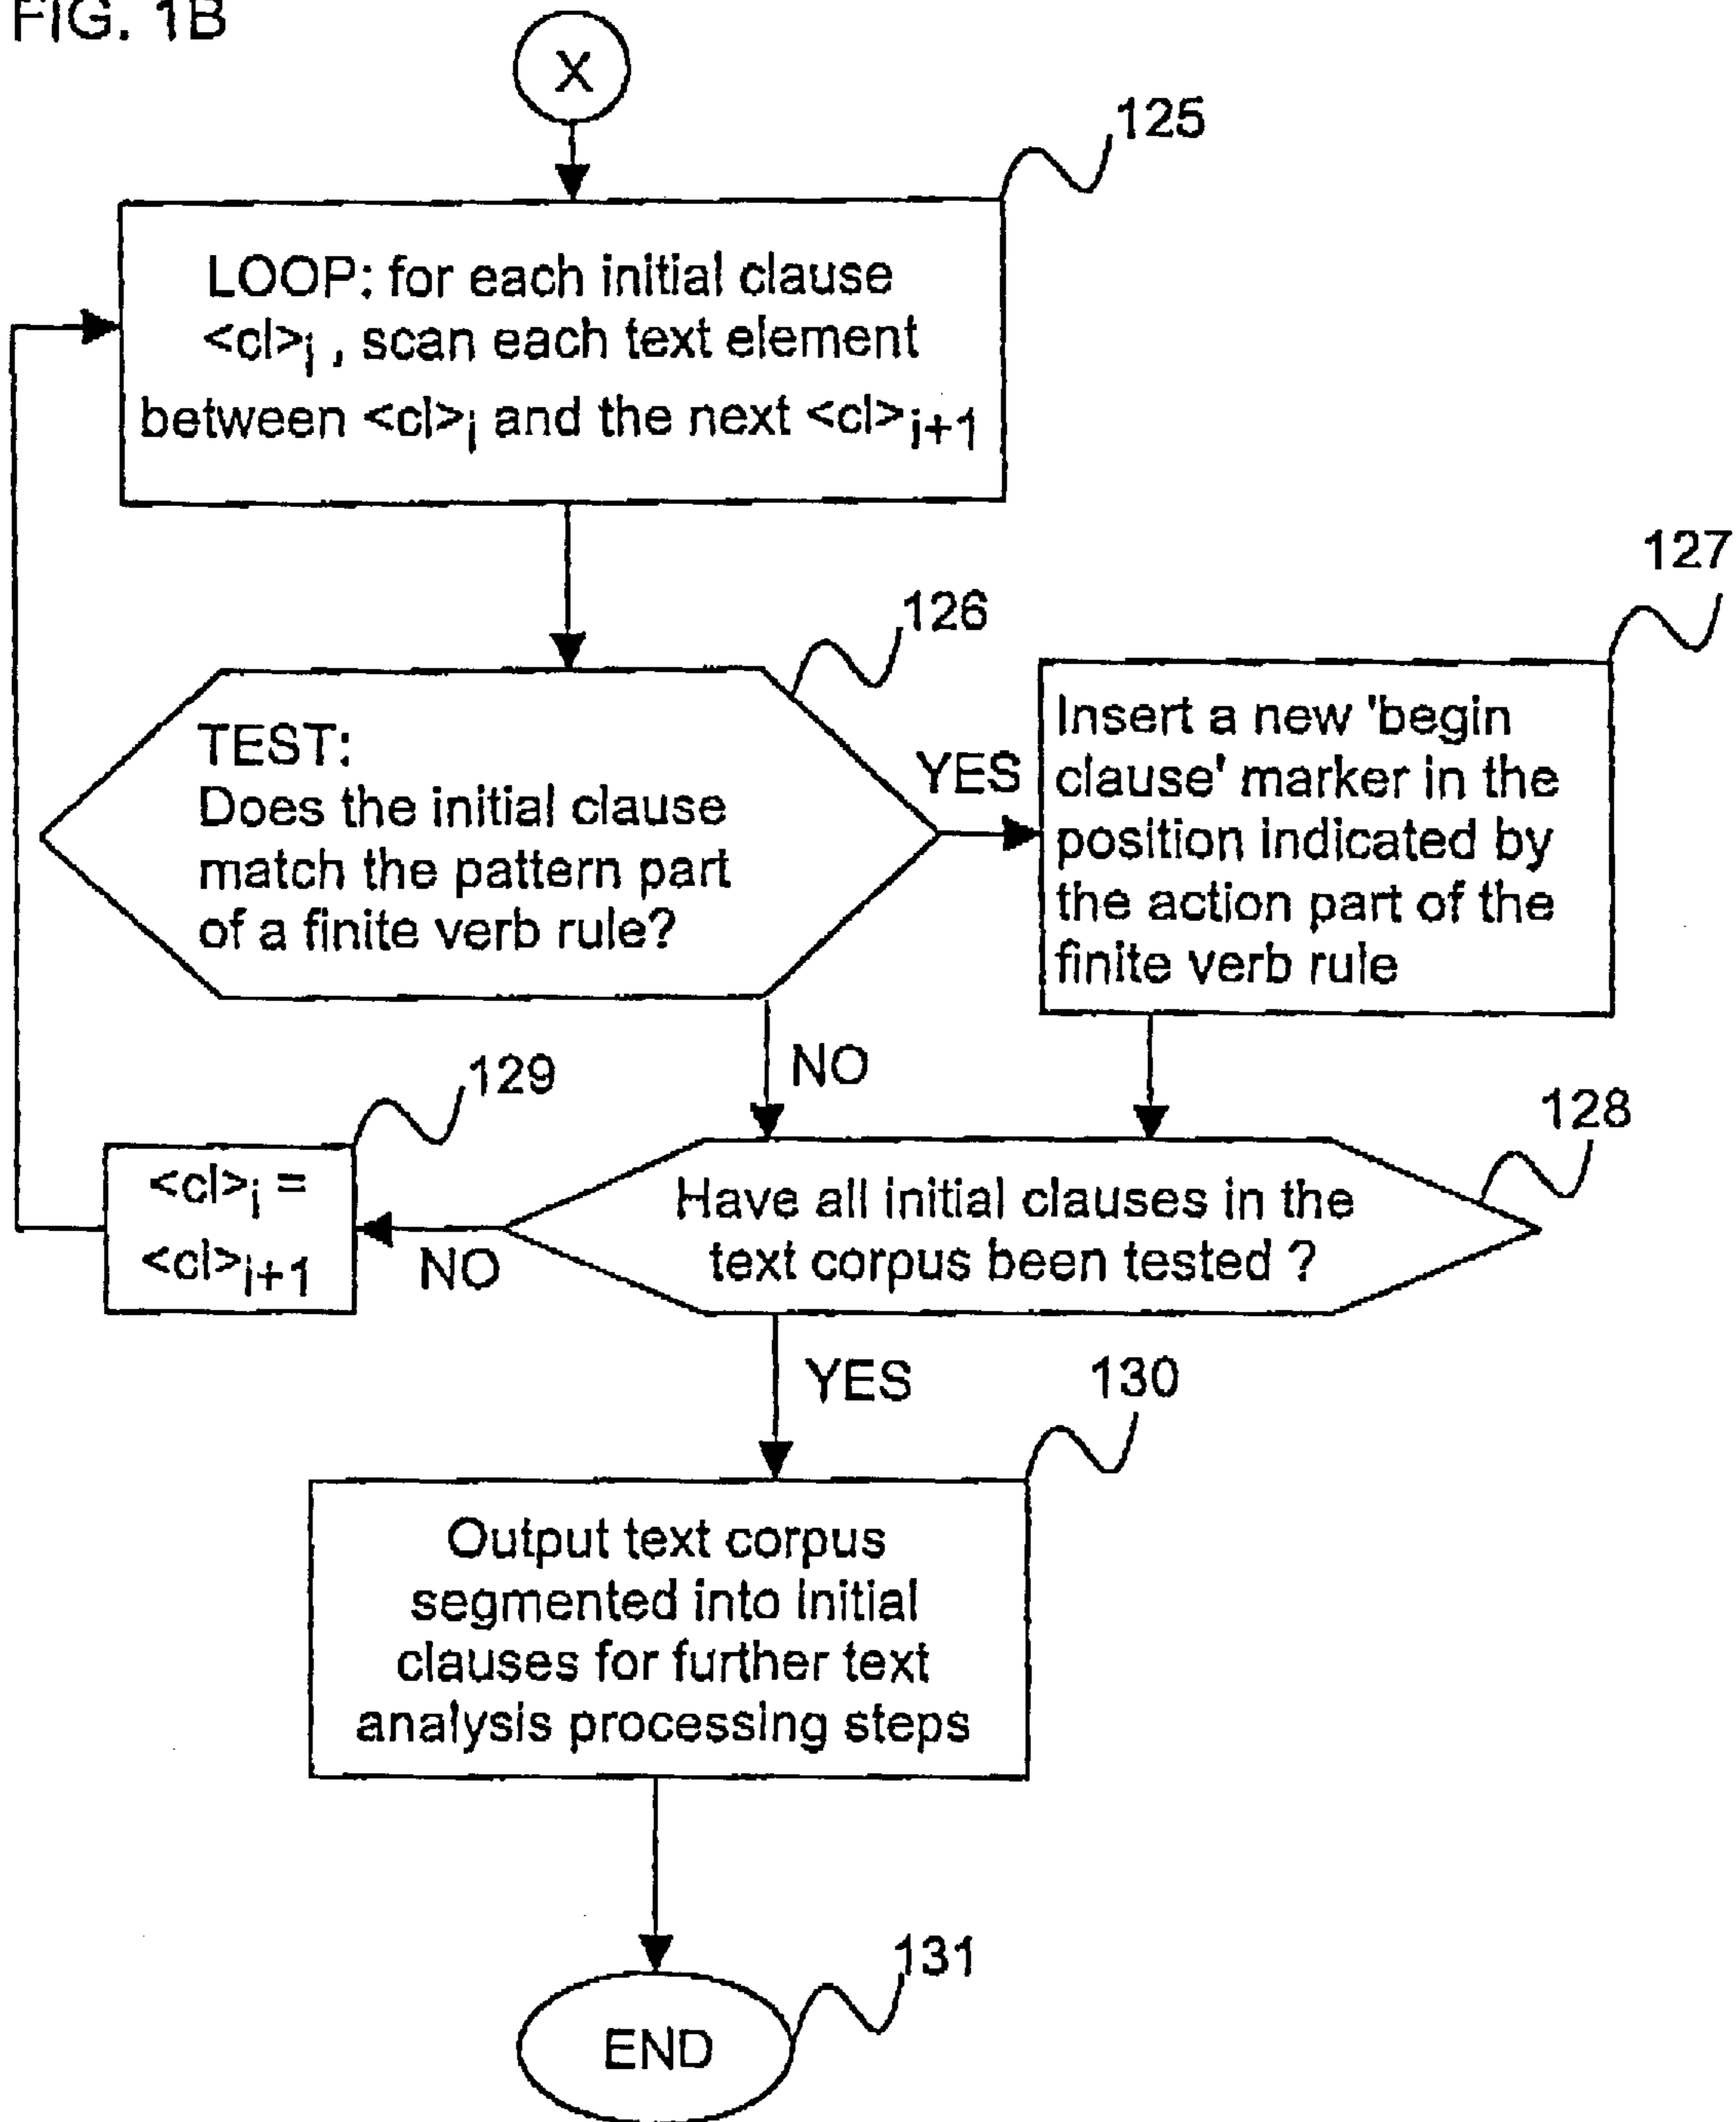 FIG. 1B
X
125
LOOP: for each initial clause
<cl>i , scan each text element
between <cl>i and the next <cl>i+1
126
TEST:
Does the initial clause
match the pattern part
of a finite verb rule?
YES
127
Insert a new 'begin
clause' marker in the
position indicated by
the action part of the
finite verb rule
NO
129
<cl>i =
<cl>i+1
NO
128
Have all initial clauses in the
text corpus been tested ?
YES
130
Output text corpus
segmented into initial
clauses for further text
analysis processing steps
131
END